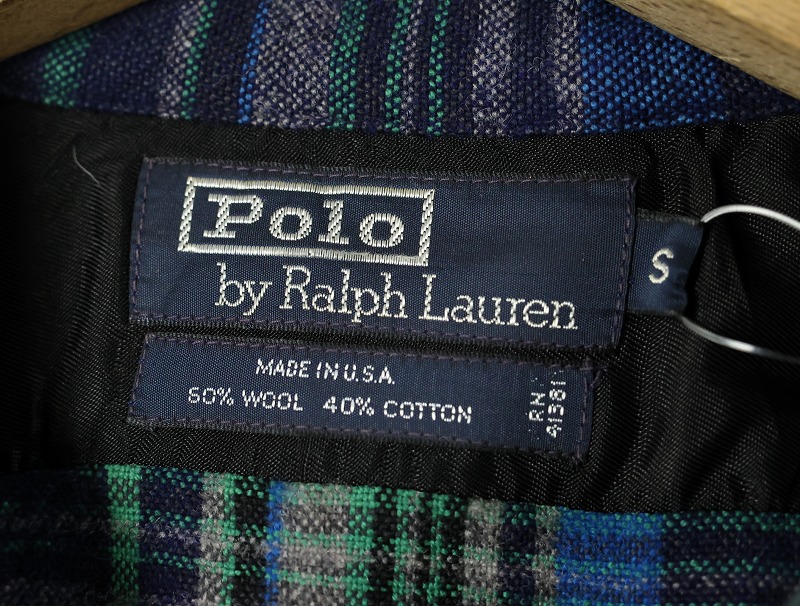 Polo
by Ralph Lauren
S
MADE IN U.S.A.
60% WOOL 40% COTTON
RN
41381